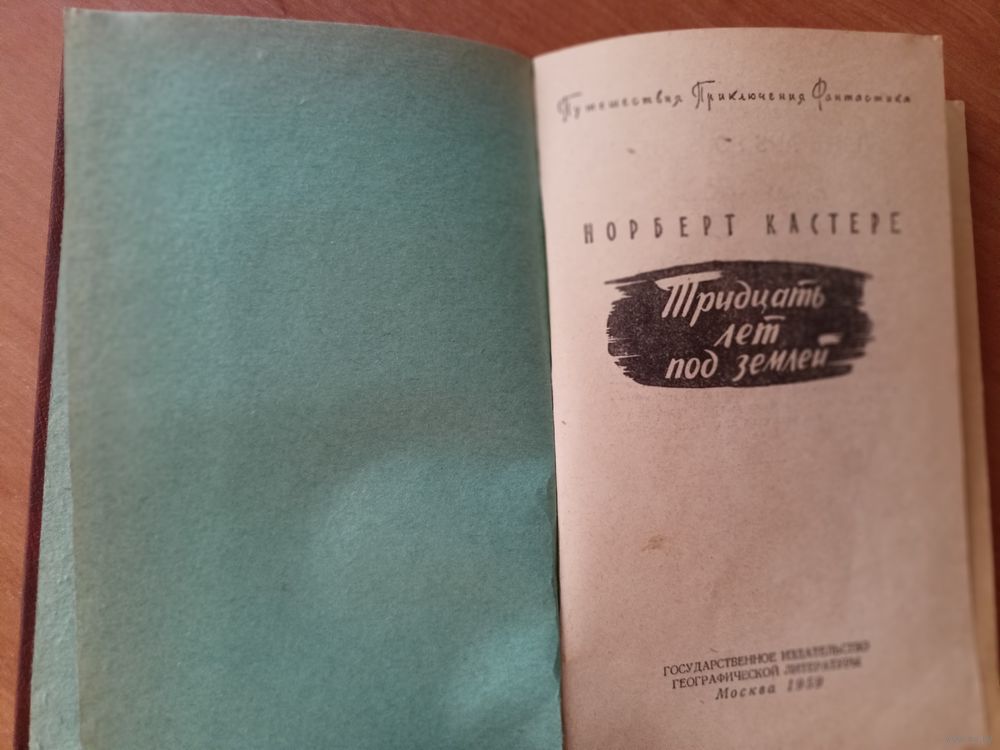 Путешествия Приключения Фантастика
НОРБЕРТ КАСТЕРЕ
Тридцать
лет
под землей
ГОСУДАРСТВЕННОЕ ИЗДАТЕЛЬСТВО
ГЕОГРАФИЧЕСКОЙ ЛИТЕРАТУРЫ
Москва 1959